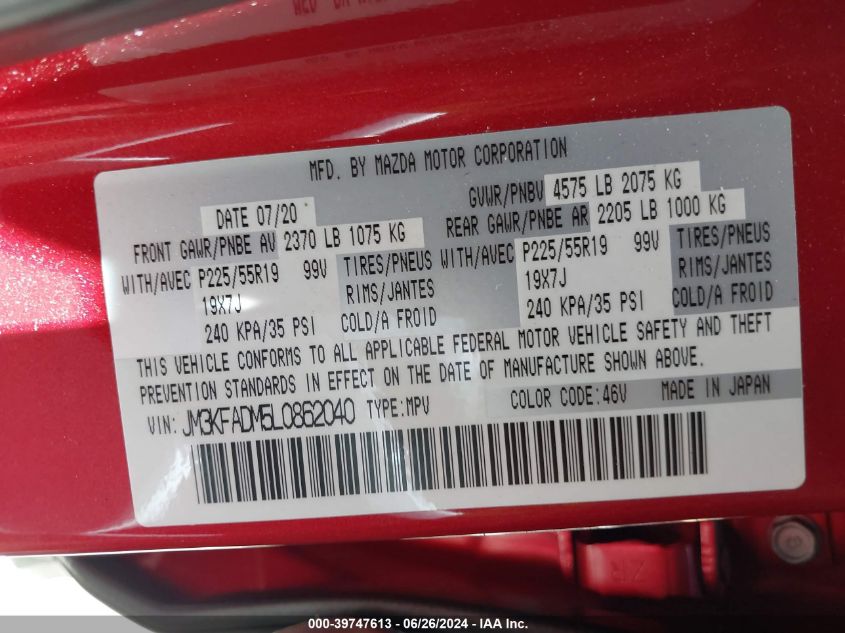 MFD. BY MAZDA MOTOR CORPORATION
DATE 07/20
GVWR/PNBV 4575 LB 2075 KG
FRONT GAWR/PNBE AV 2370 LB 1075 KG
REAR GAWR/PNBE AR 2205 LB 1000 KG
WITH/AVEC P225/55R19 99V TIRES/PNEUS
19X7J RIMS/JANTES
240 KPA/35 PSI COLD/A FROID
WITH/AVEC P225/55R19 99V TIRES/PNEUS
19X7J RIMS/JANTES
240 KPA/35 PSI COLD/A FROID
THIS VEHICLE CONFORMS TO ALL APPLICABLE FEDERAL MOTOR VEHICLE SAFETY AND THEFT
PREVENTION STANDARDS IN EFFECT ON THE DATE OF MANUFACTURE SHOWN ABOVE.
VIN: JM3KFADM5L0862040 TYPE:MPV COLOR CODE:46V MADE IN JAPAN
000-39747613 - 06/26/2024 - IAA Inc.